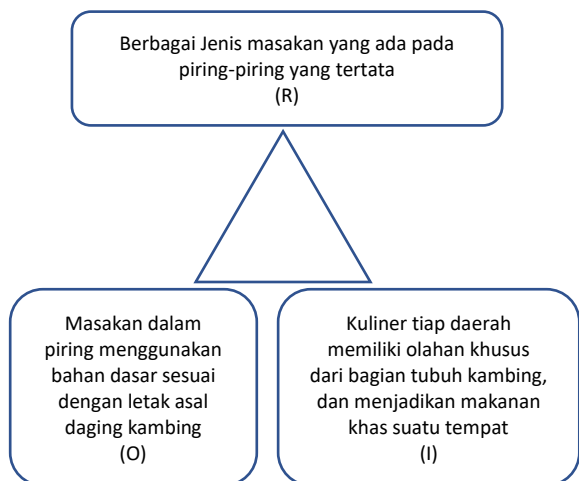 Berbagai Jenis masakan yang ada pada
piring-piring yang tertata
(R)
Masakan dalam
piring menggunakan
bahan dasar sesuai
dengan letak asal
daging kambing
(O)
Kuliner tiap daerah
memiliki olahan khusus
dari bagian tubuh kambing,
dan menjadikan makanan
khas suatu tempat
(I)